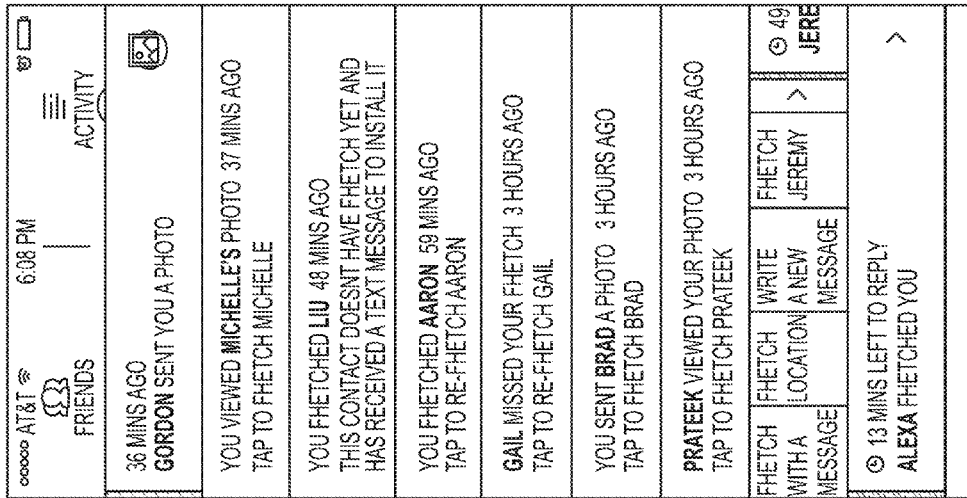 AT&T 6:08 PM
FRIENDS ACTIVITY
36 MINS AGO
GORDON SENT YOU A PHOTO
YOU VIEWED MICHELLE'S PHOTO 37 MINS AGO
TAP TO FHETCH MICHELLE
YOU FHETCHED LIU 48 MINS AGO
THIS CONTACT DOESNT HAVE FHETCH YET AND
HAS RECEIVED A TEXT MESSAGE TO INSTALL IT
YOU FHETCHED AARON 59 MINS AGO
TAP TO RE-FHETCH AARON
GAIL MISSED YOUR FHETCH 3 HOURS AGO
TAP TO RE-FHETCH GAIL
YOU SENT BRAD A PHOTO 3 HOURS AGO
TAP TO FHETCH BRAD
PRATEEK VIEWED YOUR PHOTO 3 HOURS AGO
TAP TO FHETCH PRATEEK
FHETCH
WITH A
MESSAGE
FHETCH
LOCATION
WRITE
A NEW
MESSAGE
FHETCH
JEREMY
>
49
JERE
13 MINS LEFT TO REPLY
ALEXA FHETCHED YOU
>